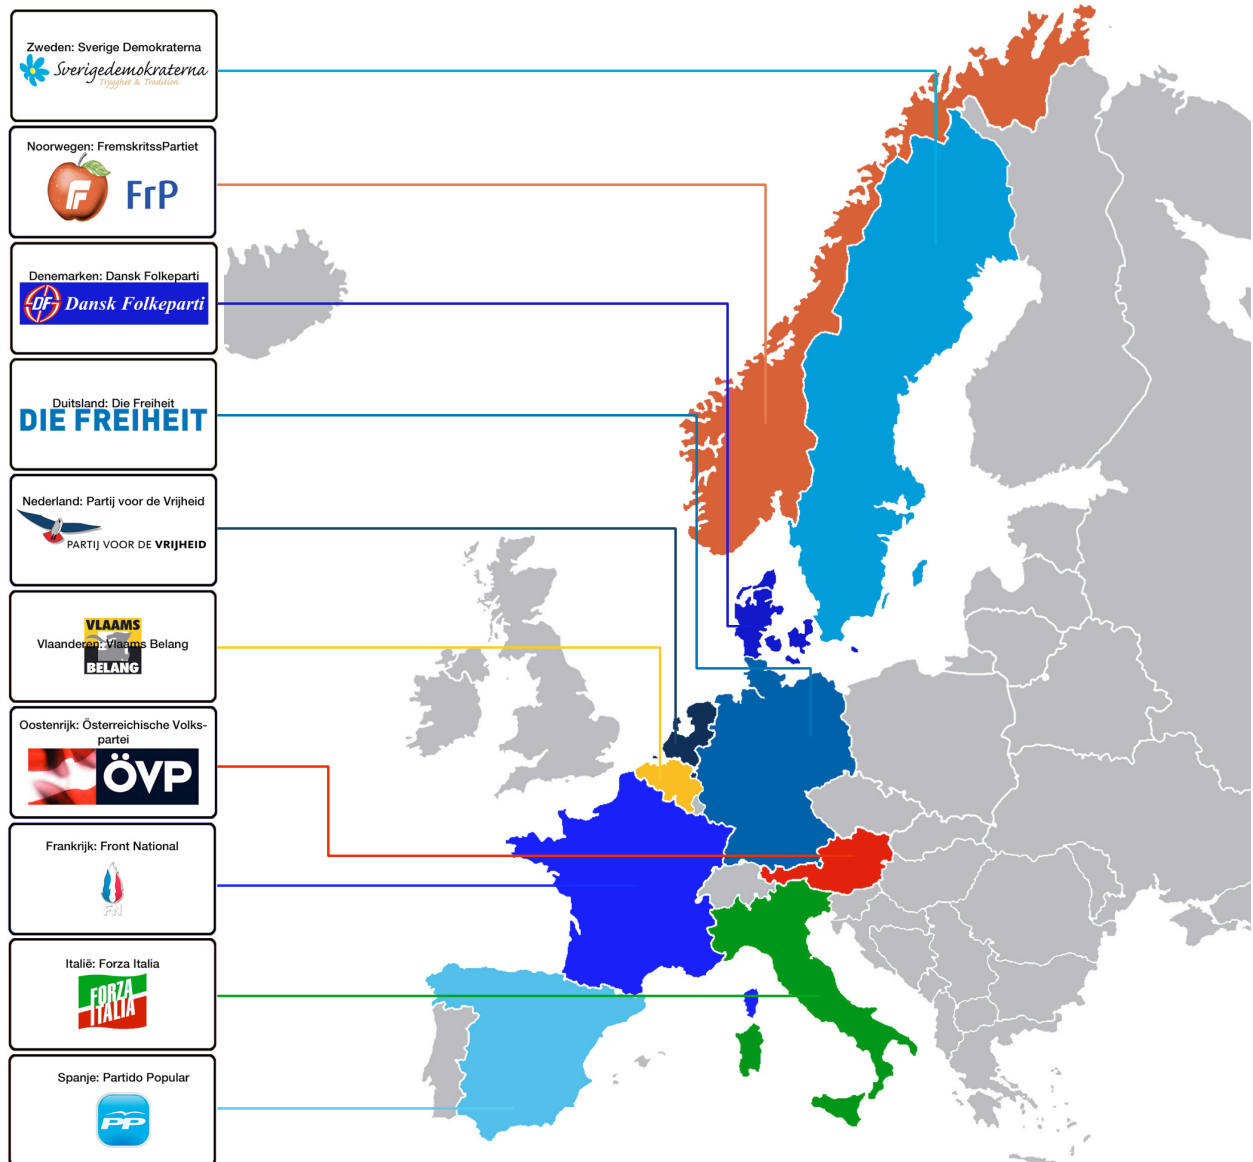 Zweden: Sverige Demokraterna
Sverigedemokraterna
Trygghet & Tradition
Noorwegen: FremskritssPartiet
FrP
Denemarken: Dansk Folkeparti
DF Dansk Folkeparti
Duitsland: Die Freiheit
DIE FREIHEIT
Nederland: Partij voor de Vrijheid
PARTIJ VOOR DE VRIJHEID
VLAAMS
Vlaanderen: Vlaams Belang
BELANG
Oostenrijk: Österreichische Volks-
partei
ÖVP
Frankrijk: Front National
FN
Italië: Forza Italia
FORZA
ITALIA
Spanje: Partido Popular
PP